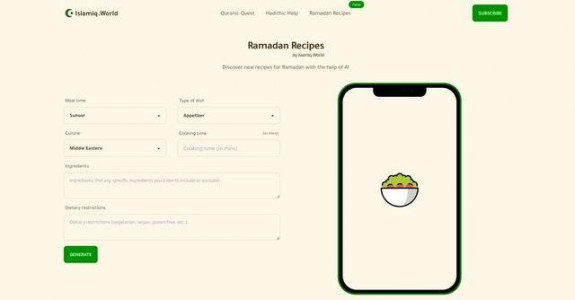 Islamiq.World
Quranic Quest
Hadithic Help
Ramadan Recipes
SUBSCRIBE
Ramadan Recipes
by Islamiq World
Discover new recipes for Ramadan with the help of AI
Meal time
Type of dish
Suhoor
Appetizer
Cuisine
Cooking time
(in mins)
Middle Eastern
Cooking time (in mins)
Ingredients
Ingredients (list any specific ingredients you'd like to include or exclude)
Dietary restrictions
Dietary restrictions (vegetarian, vegan, gluten-free, etc.)
GENERATE